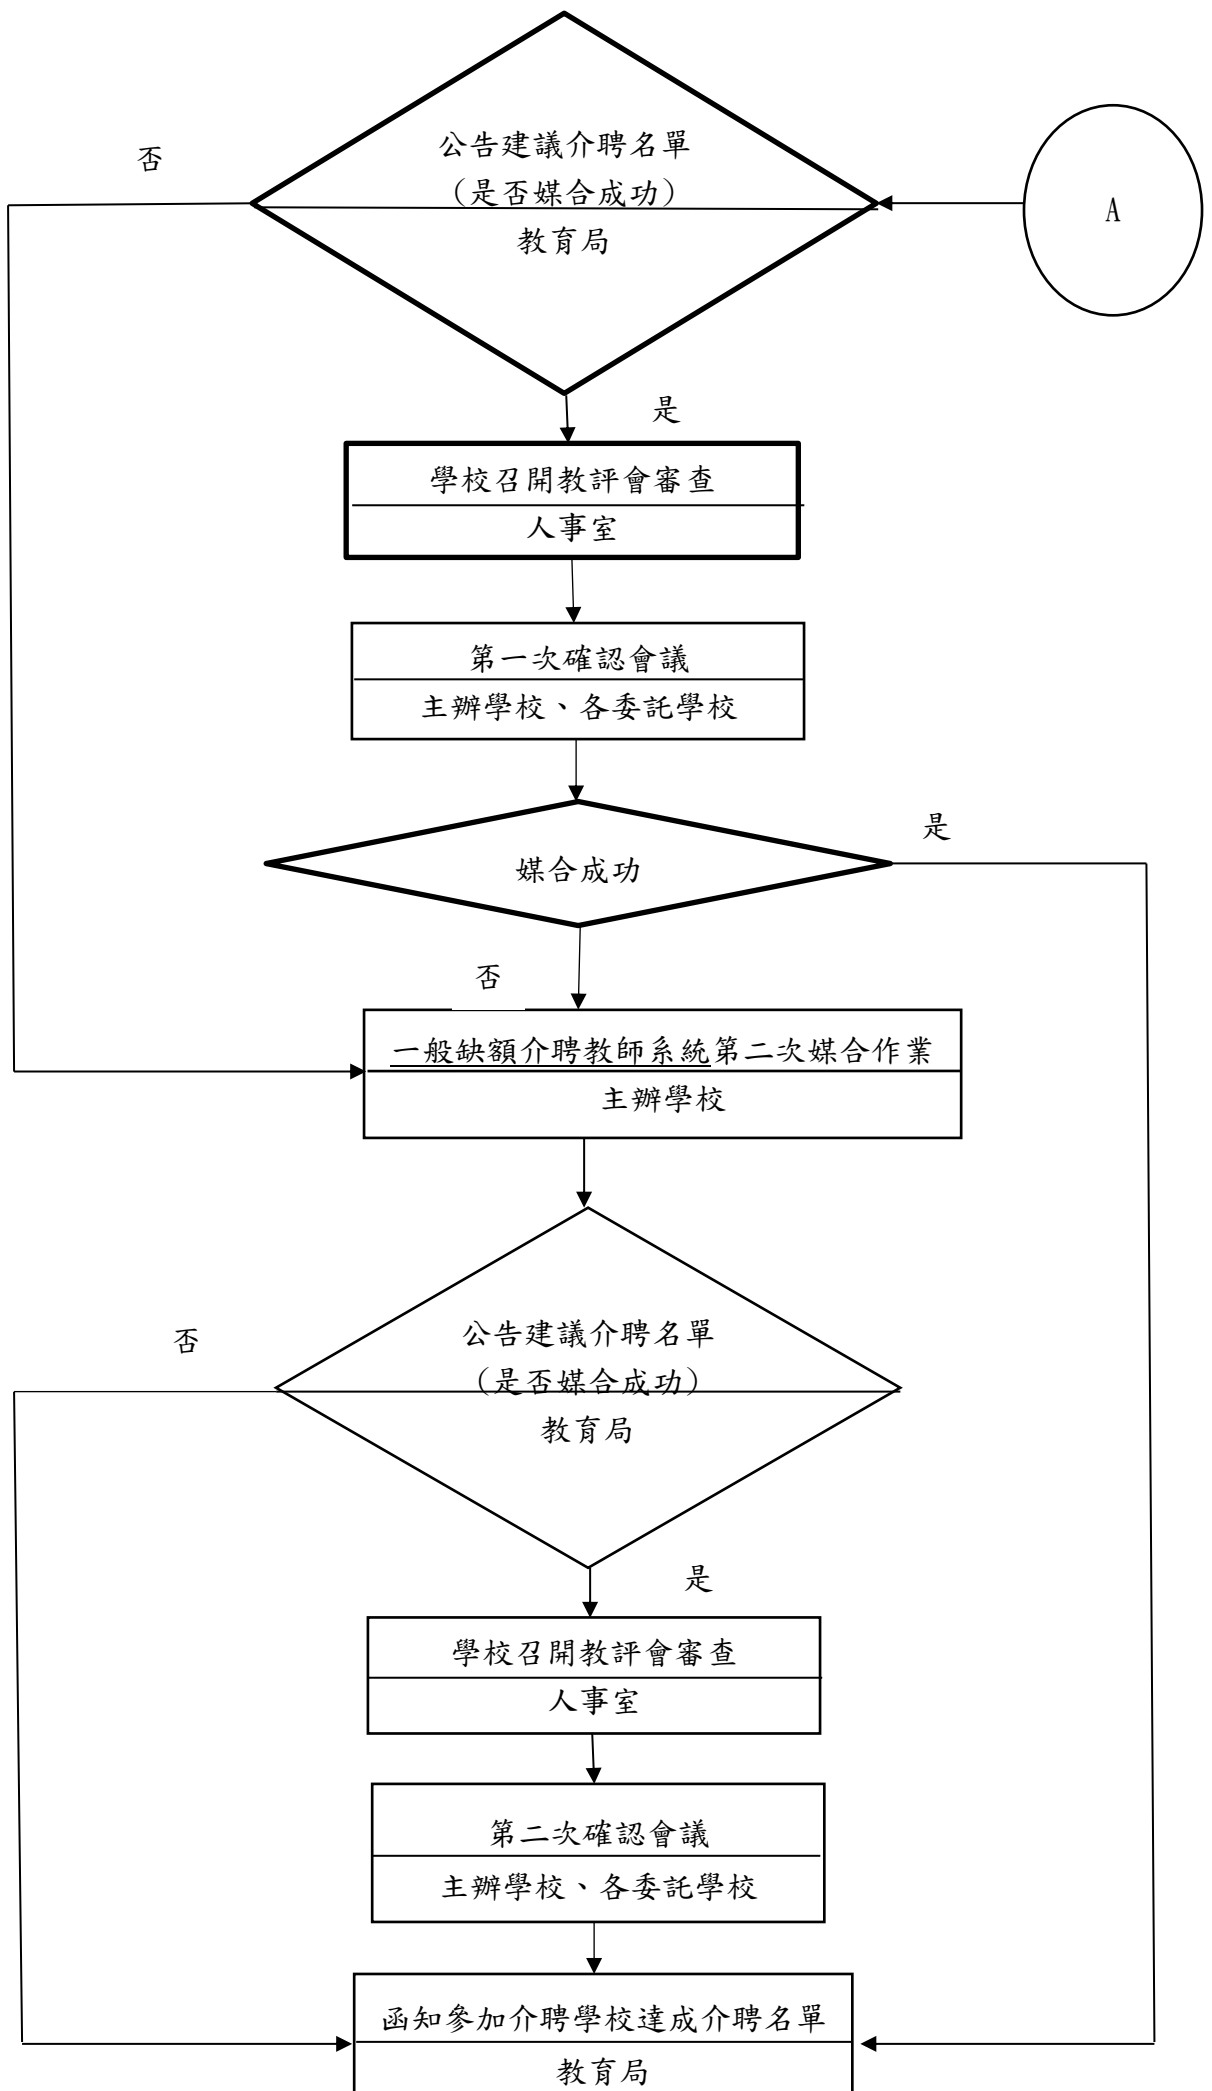 公告建議介聘名單
否
（是否媒合成功）
A
教育局
是
學校召開教評會審查
人事室
第一次確認會議
主辦學校、各委託學校
是
媒合成功
否
一般缺額介聘教師系統第二次媒合作業
主辦學校
公告建議介聘名單
否
（是否媒合成功）
教育局
是
學校召開教評會審查
人事室
第二次確認會議
主辦學校、各委託學校
函知參加介聘學校達成介聘名單
教育局